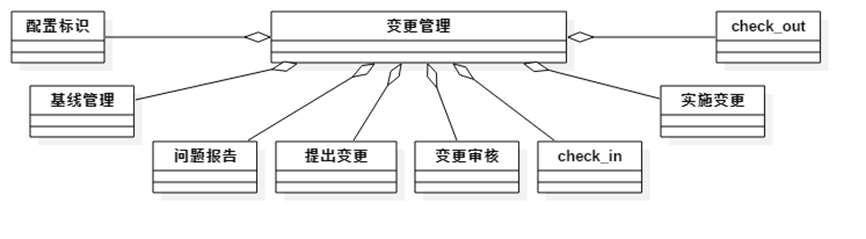 配置标识
变更管理
check_out
基线管理
实施变更
问题报告
提出变更
变更审核
check_in